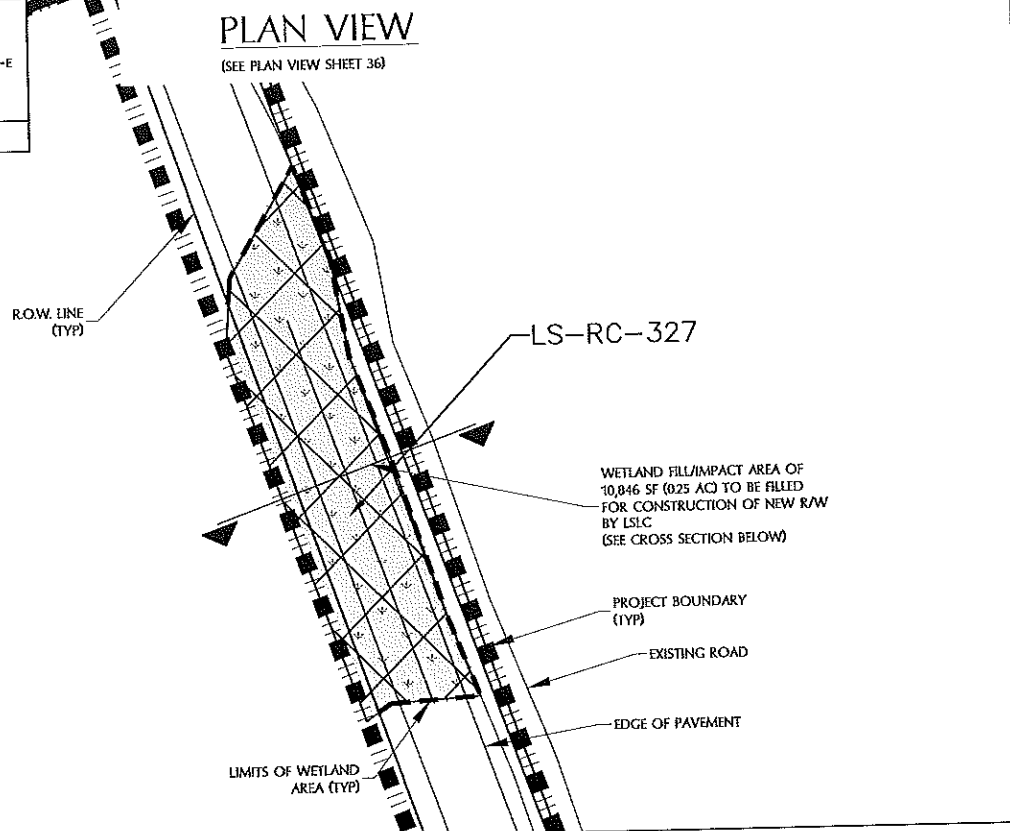 -E
PLAN VIEW
(SEE PLAN VIEW SHEET 36)
R.O.W. LINE
(TYP)
LS-RC-327
WETLAND FILL/IMPACT AREA OF
10,846 SF (0.25 AC) TO BE FILLED
FOR CONSTRUCTION OF NEW R/W
BY LSLC
(SEE CROSS SECTION BELOW)
PROJECT BOUNDARY
(TYP)
EXISTING ROAD
EDGE OF PAVEMENT
LIMITS OF WETLAND
AREA (TYP)